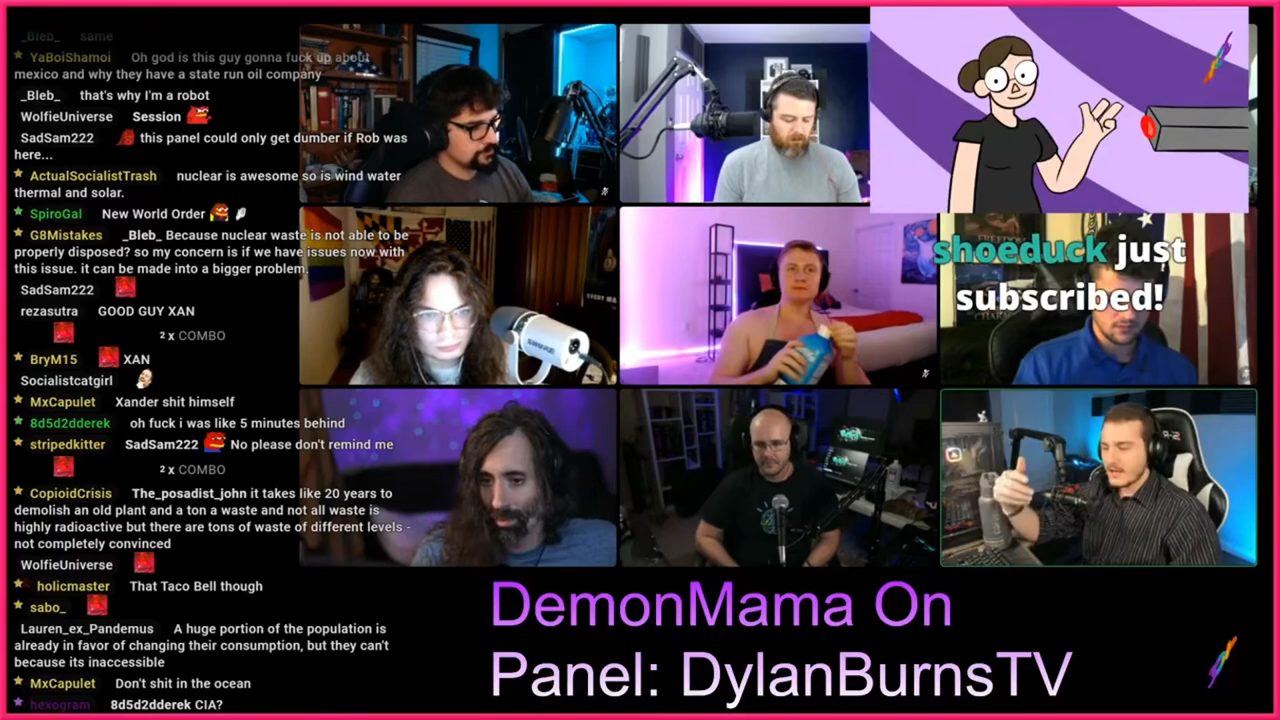 _Bleb_ same
YaBoiShamoi Oh god is this guy gonna fuck up about
mexico and why they have a state run oil company
_Bleb_ that's why I'm a robot
WolfieUniverse Session
SadSam222 this panel could only get dumber if Rob was
here...
ActualSocialistTrash nuclear is awesome so is wind water
thermal and solar.
SpiroGal New World Order
G8Mistakes _Bleb_ Because nuclear waste is not able to be
properly disposed? so my concern is if we have issues now with
this issue. it can be made into a bigger problem.
SadSam222
rezasutra GOOD GUY XAN
2 x COMBO
BryM15 XAN
Socialistcatgirl
MxCapulet Xander shit himself
8d5d2dderek oh fuck i was like 5 minutes behind
stripedkitter SadSam222 No please don't remind me
2 x COMBO
CopioidCrisis The_posadist_john it takes like 20 years to
demolish an old plant and a ton a waste and not all waste is
highly radioactive but there are tons of waste of different levels -
not completely convinced
WolfieUniverse
holicmaster That Taco Bell though
sabo_
Lauren_ex_Pandemus A huge portion of the population is
already in favor of changing their consumption, but they can't
because its inaccessible
MxCapulet Don't shit in the ocean
hexogram 8d5d2dderek CIA?
shoeduck just
subscribed!
SHURE
DemonMama On
Panel: DylanBurnsTV